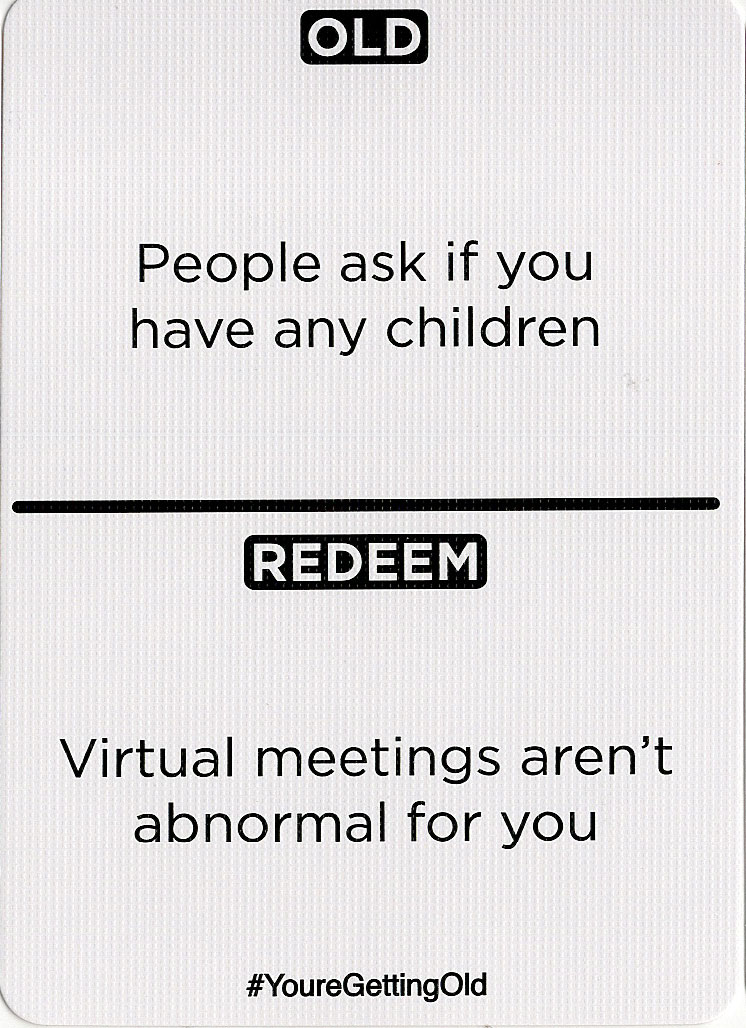 OLD
People ask if you
have any children
REDEEM
Virtual meetings aren't
abnormal for you
#YoureGettingOld